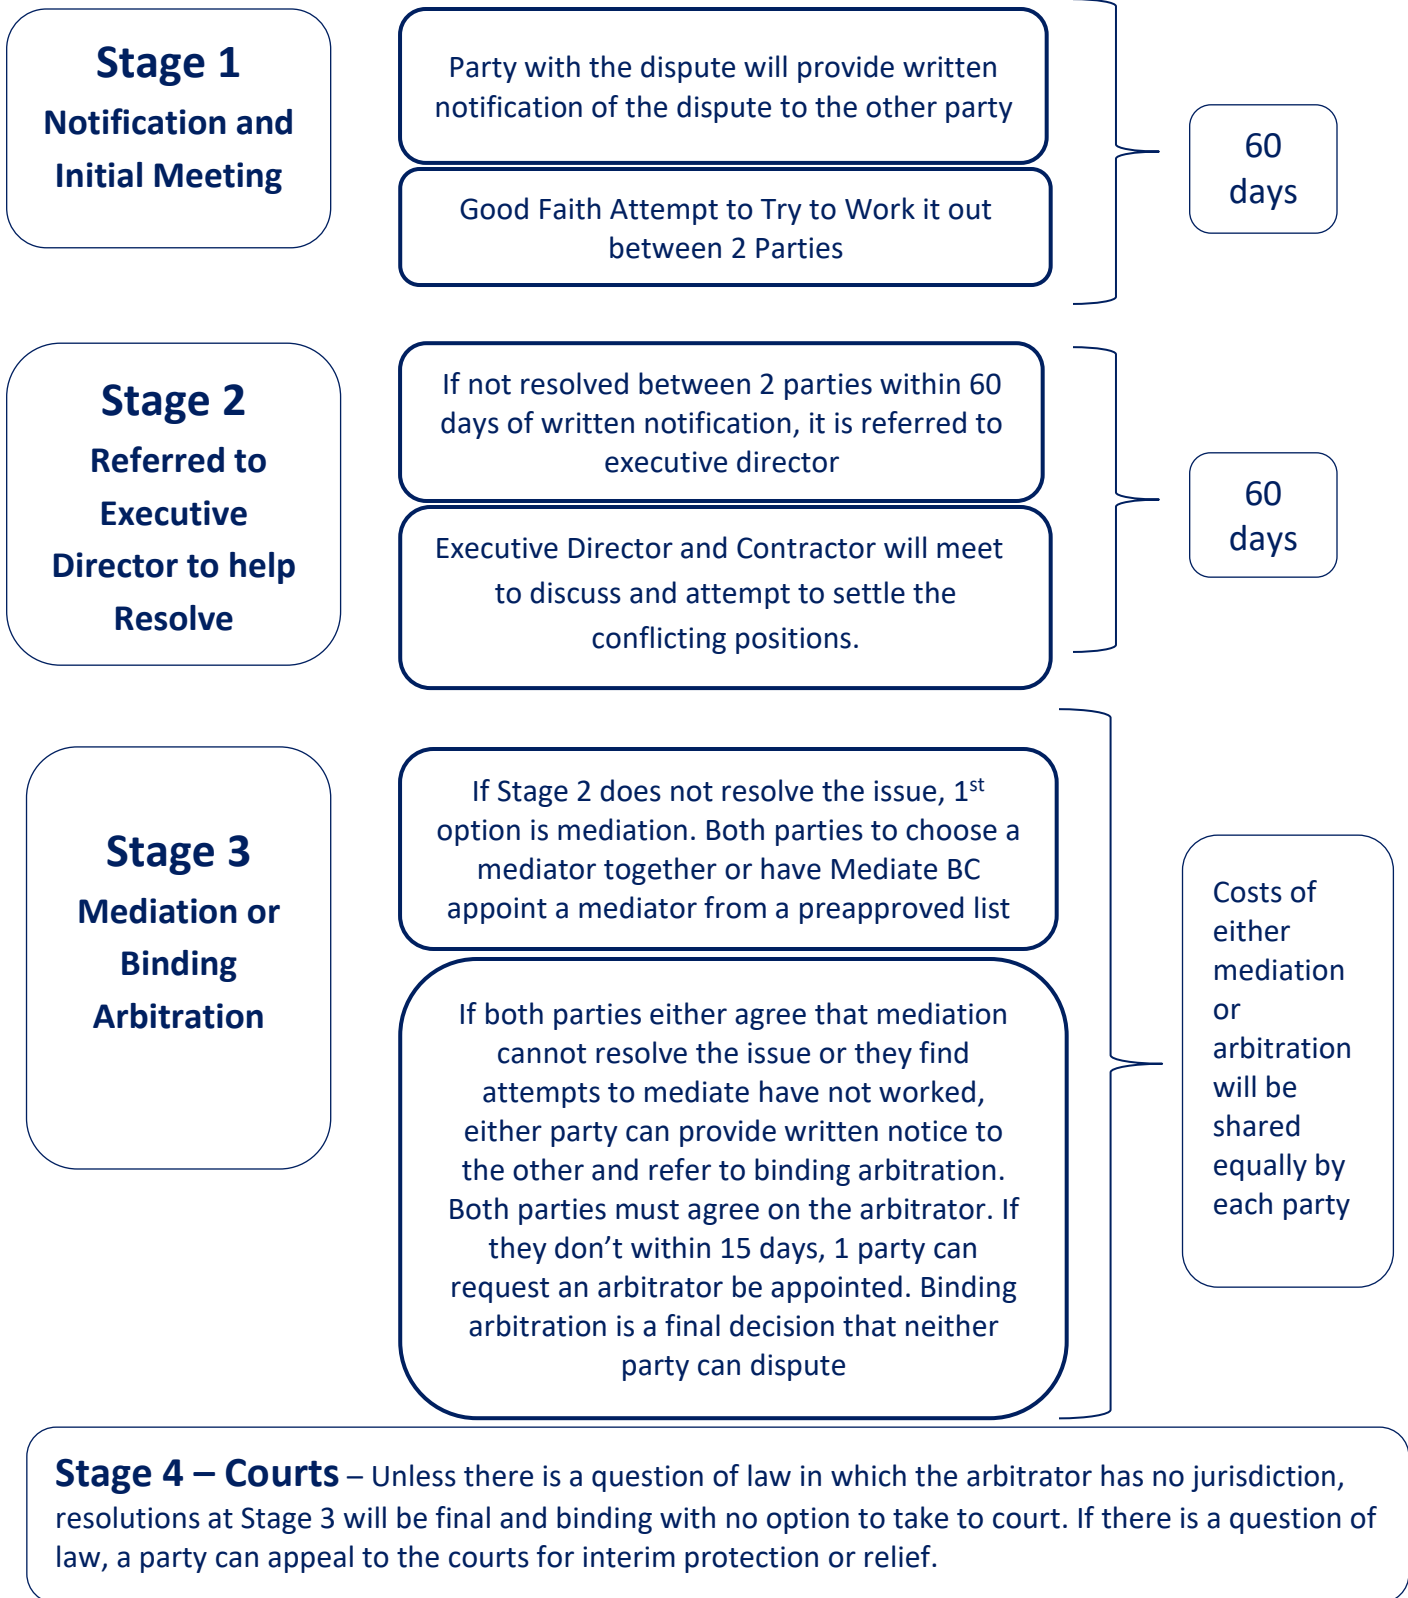 Stage 1
Notification and
Initial Meeting
Party with the dispute will provide written
notification of the dispute to the other party
Good Faith Attempt to Try to Work it out
between 2 Parties
60
days
Stage 2
Referred to
Executive
Director to help
Resolve
If not resolved between 2 parties within 60
days of written notification, it is referred to
executive director
Executive Director and Contractor will meet
to discuss and attempt to settle the
conflicting positions.
60
days
Stage 3
Mediation or
Binding
Arbitration
If Stage 2 does not resolve the issue, 1st
option is mediation. Both parties to choose a
mediator together or have Mediate BC
appoint a mediator from a preapproved list
If both parties either agree that mediation
cannot resolve the issue or they find
attempts to mediate have not worked,
either party can provide written notice to
the other and refer to binding arbitration.
Both parties must agree on the arbitrator. If
they don’t within 15 days, 1 party can
request an arbitrator be appointed. Binding
arbitration is a final decision that neither
party can dispute
Costs of
either
mediation
or
arbitration
will be
shared
equally by
each party
Stage 4 – Courts – Unless there is a question of law in which the arbitrator has no jurisdiction,
resolutions at Stage 3 will be final and binding with no option to take to court. If there is a question of
law, a party can appeal to the courts for interim protection or relief.